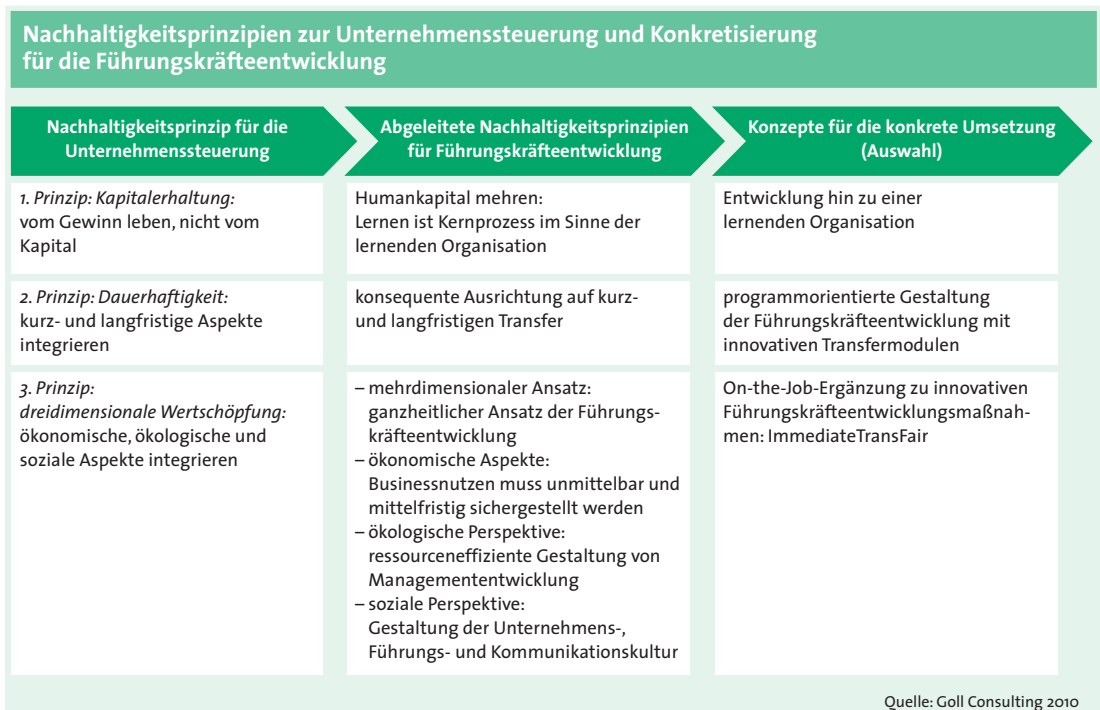 Nachhaltigkeitsprinzipien zur Unternehmenssteuerung und Konkretisierung
für die Führungskräfteentwicklung
Nachhaltigkeitsprinzip für die
Unternehmenssteuerung
Abgeleitete Nachhaltigkeitsprinzipien
für Führungskräfteentwicklung
Konzepte für die konkrete Umsetzung
(Auswahl)
1. Prinzip: Kapitalerhaltung:
vom Gewinn leben, nicht vom
Kapital
Humankapital mehren:
Lernen ist Kernprozess im Sinne der
lernenden Organisation
Entwicklung hin zu einer
lernenden Organisation
2. Prinzip: Dauerhaftigkeit:
kurz- und langfristige Aspekte
integrieren
konsequente Ausrichtung auf kurz-
und langfristigen Transfer
programmorientierte Gestaltung
der Führungskräfteentwicklung mit
innovativen Transfermodulen
3. Prinzip:
dreidimensionale Wertschöpfung:
ökonomische, ökologische und
soziale Aspekte integrieren
– mehrdimensionaler Ansatz:
ganzheitlicher Ansatz der Führungs-
kräfteentwicklung
– ökonomische Aspekte:
Businessnutzen muss unmittelbar und
mittelfristig sichergestellt werden
– ökologische Perspektive:
ressourceneffiziente Gestaltung von
Managemententwicklung
– soziale Perspektive:
Gestaltung der Unternehmens-,
Führungs- und Kommunikationskultur
On-the-Job-Ergänzung zu innovativen
Führungskräfteentwicklungsmaßnah-
men: ImmediateTransFair
Quelle: Goll Consulting 2010